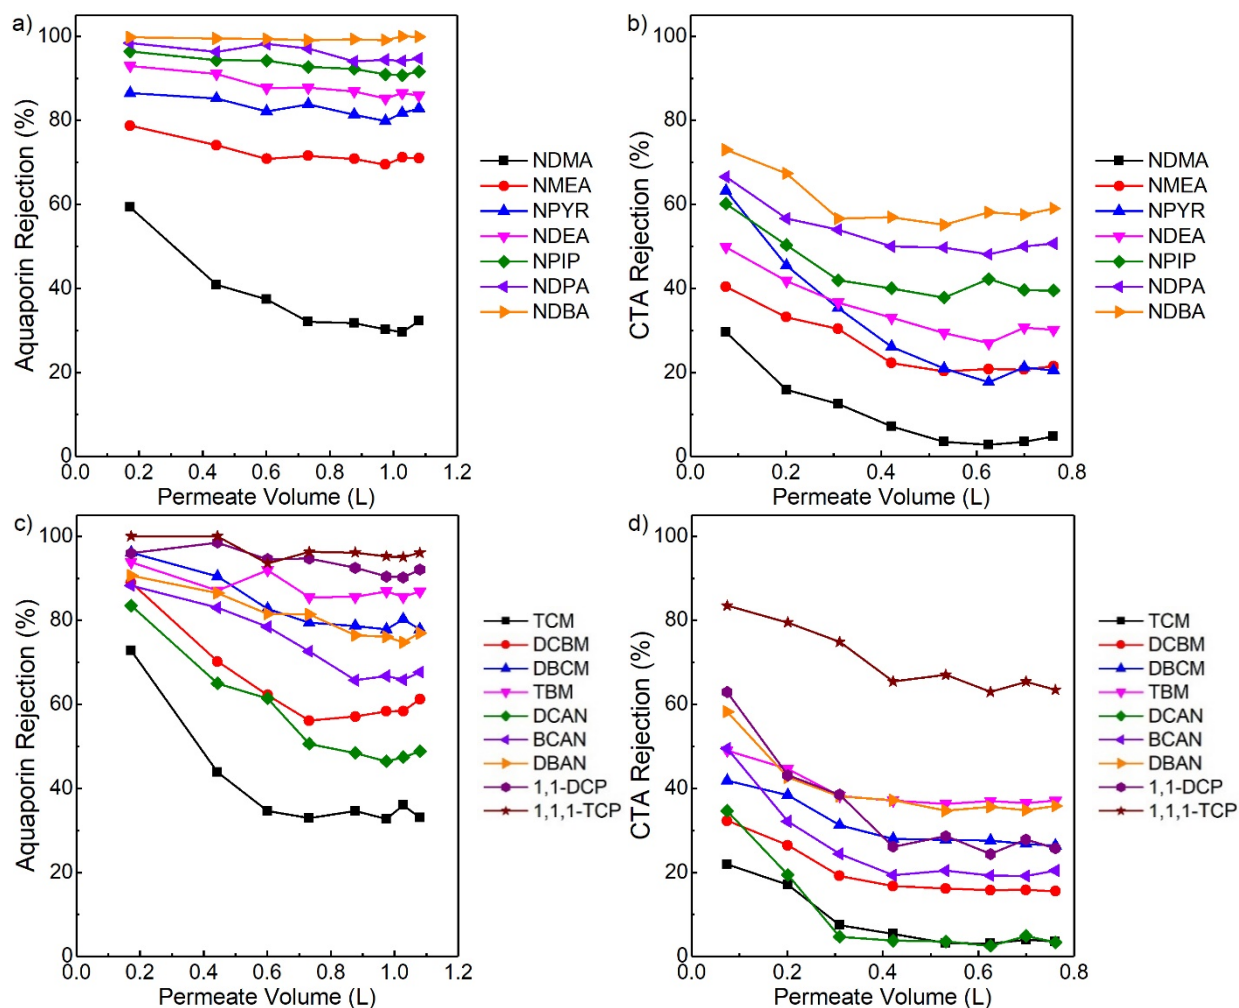 a)
Aquaporin Rejection (%)
100
80
60
40
20
0
0.0 0.2 0.4 0.6 0.8 1.0 1.2
Permeate Volume (L)
NDMA
NMEA
NPYR
NDEA
NPIP
NDPA
NDBA
b)
CTA Rejection (%)
100
80
60
40
20
0
0.0 0.2 0.4 0.6 0.8
Permeate Volume (L)
NDMA
NMEA
NPYR
NDEA
NPIP
NDPA
NDBA
c)
Aquaporin Rejection (%)
100
80
60
40
20
0
0.0 0.2 0.4 0.6 0.8 1.0 1.2
Permeate Volume (L)
TCM
DCBM
DBCM
TBM
DCAN
BCAN
DBAN
1,1-DCP
1,1,1-TCP
d)
CTA Rejection (%)
100
80
60
40
20
0
0.0 0.2 0.4 0.6 0.8
Permeate Volume (L)
TCM
DCBM
DBCM
TBM
DCAN
BCAN
DBAN
1,1-DCP
1,1,1-TCP